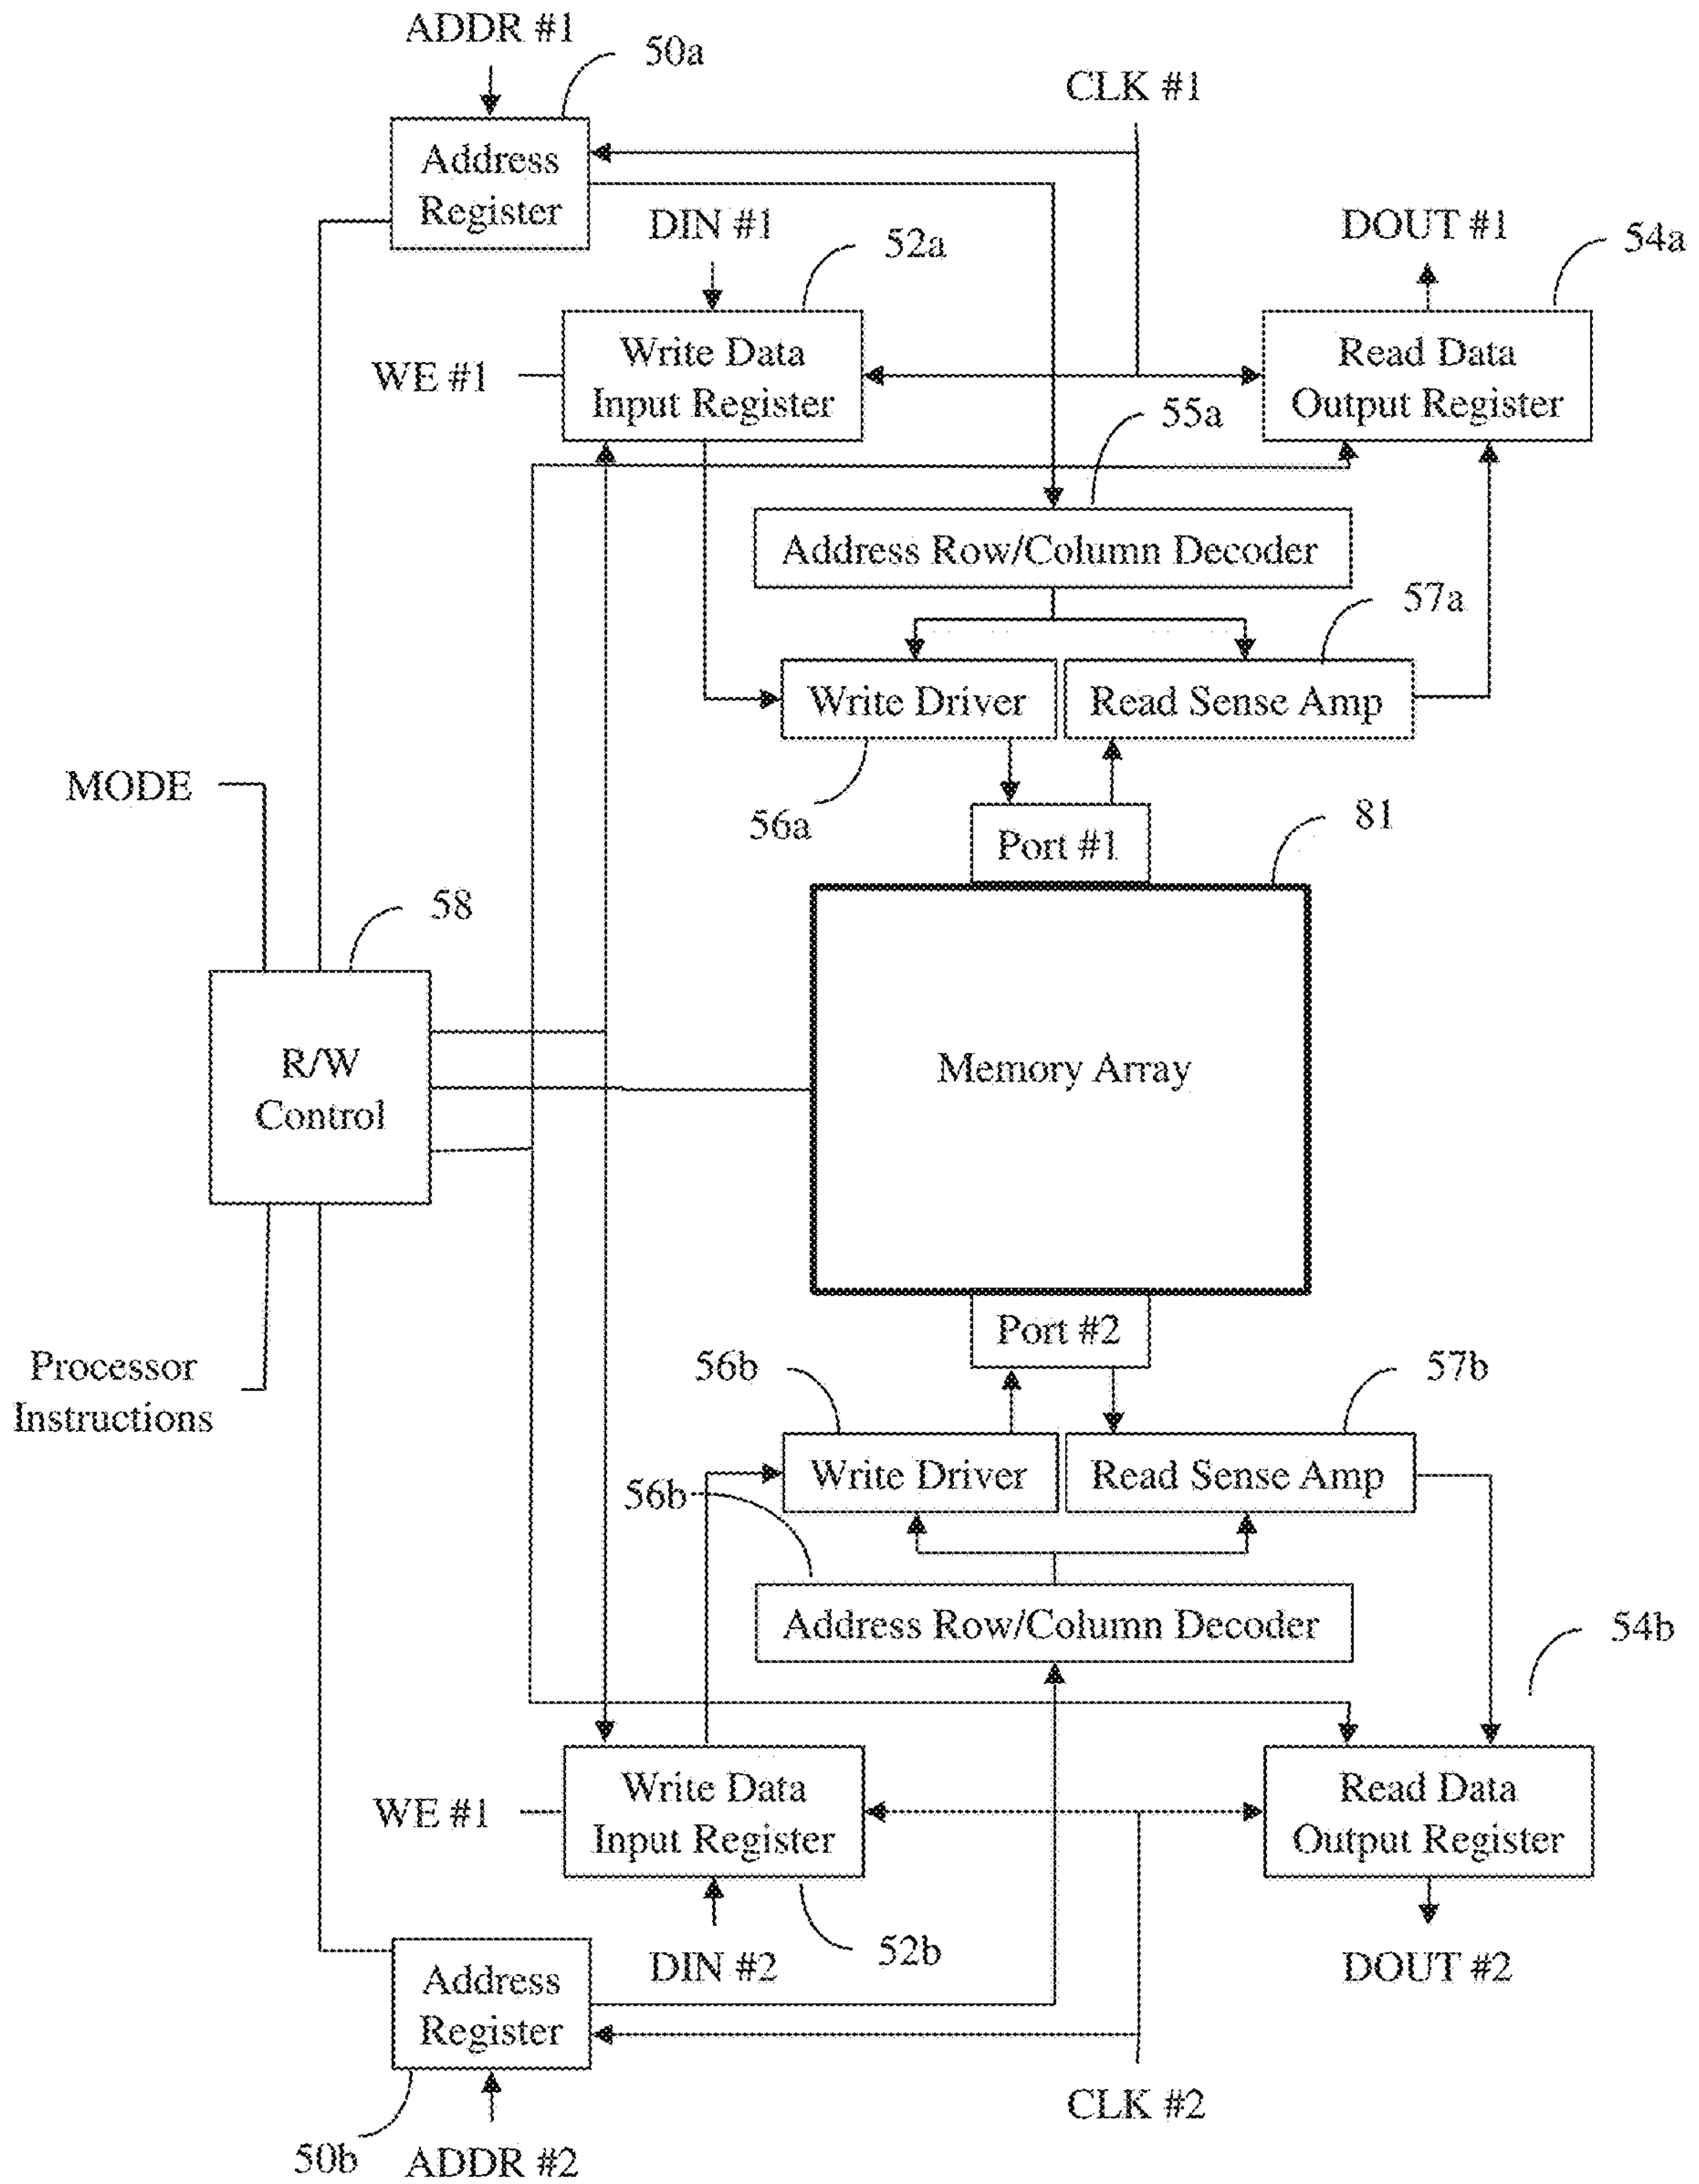 ADDR #1
50a
CLK #1
Address
Register
DIN #1
52a
DOUT #1
54a
WE #1
Write Data
Input Register
Read Data
Output Register
55a
Address Row/Column Decoder
57a
Write Driver
Read Sense Amp
MODE
56a
Port #1
81
58
R/W
Control
Memory Array
Processor
Instructions
Port #2
56b
57b
Write Driver
Read Sense Amp
56b
Address Row/Column Decoder
54b
WE #1
Write Data
Input Register
Read Data
Output Register
DIN #2
52b
DOUT #2
Address
Register
CLK #2
50b
ADDR #2